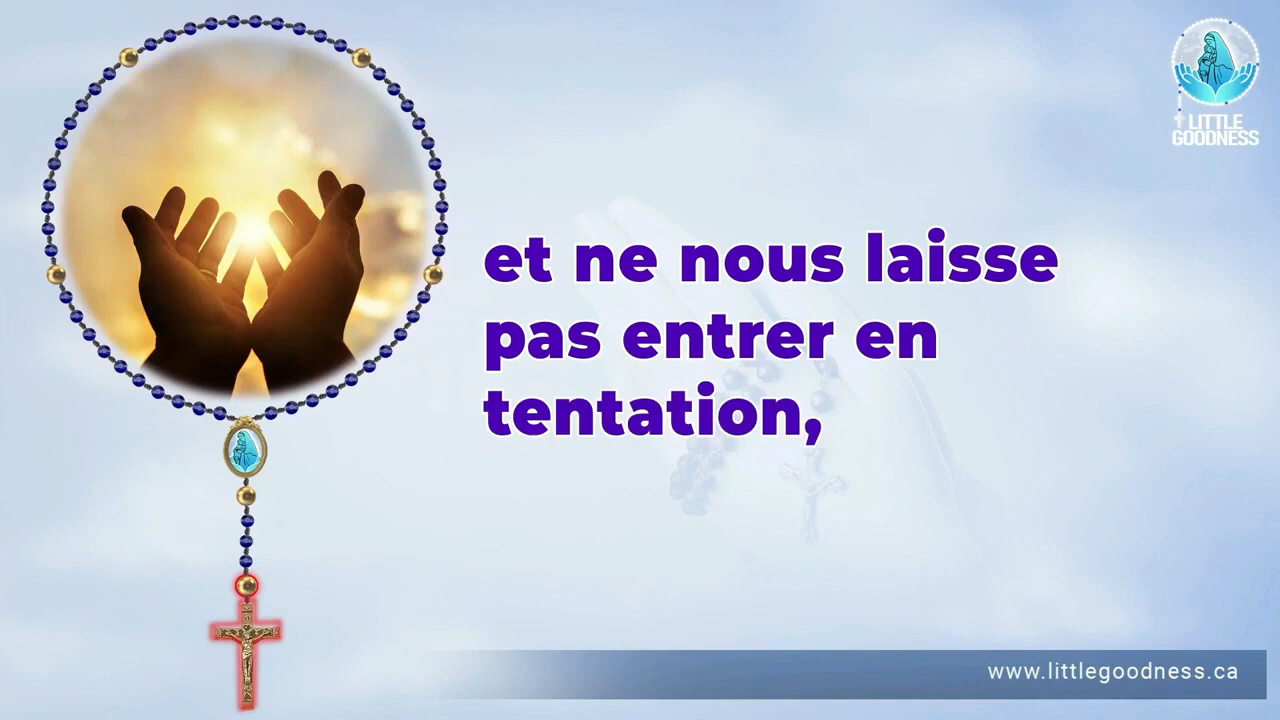 LITTLE
GOODNESS
et ne nous laisse
pas entrer en
tentation,
www.littlegoodness.ca